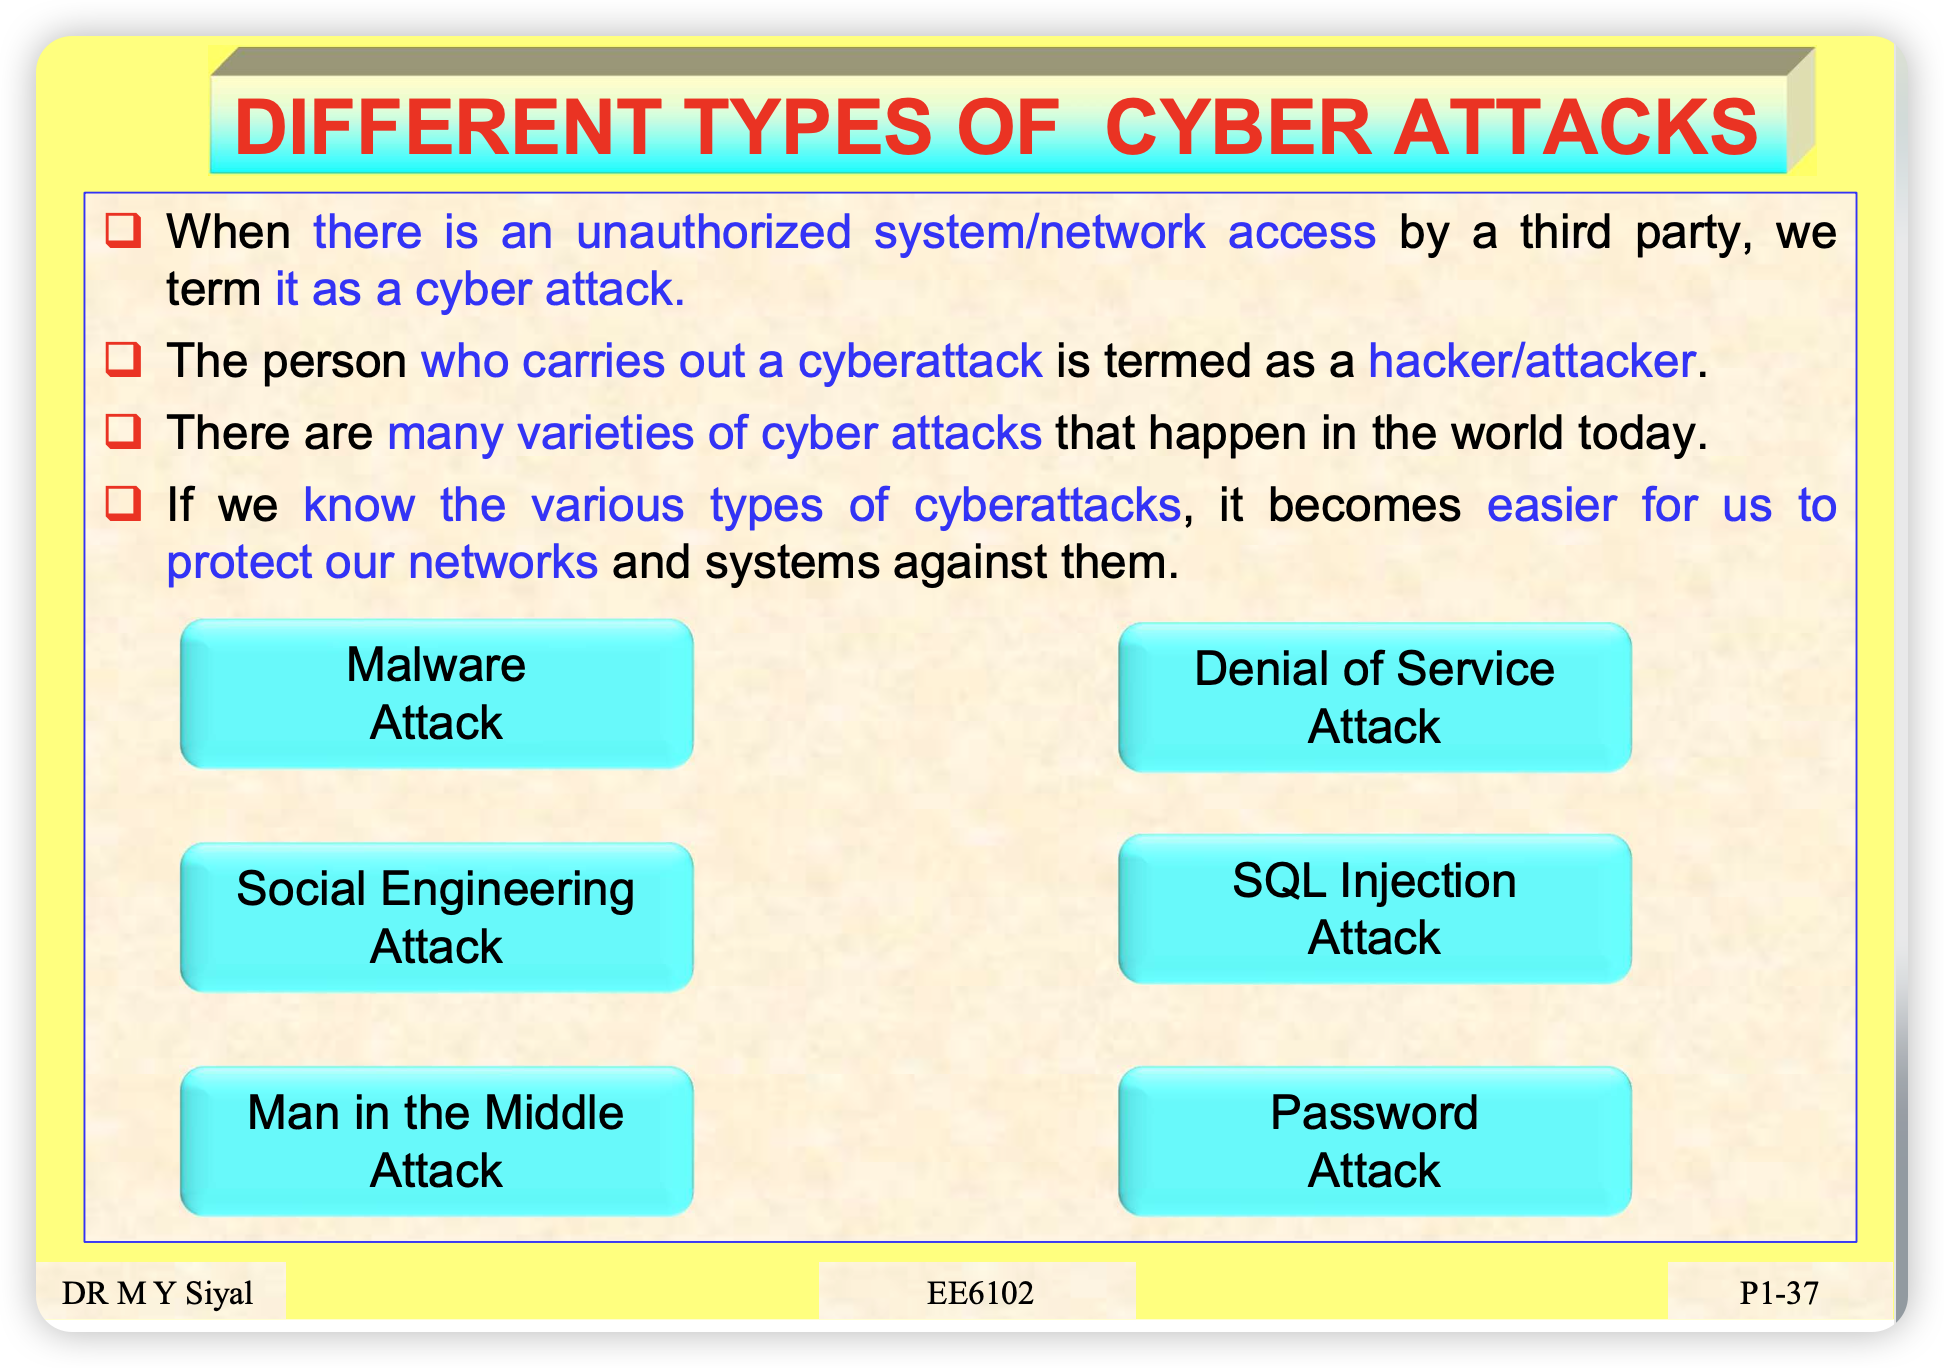 DIFFERENT TYPES OF CYBER ATTACKS
When there is an unauthorized system/network access by a third party, we
term it as a cyber attack.
The person who carries out a cyberattack is termed as a hacker/attacker.
There are many varieties of cyber attacks that happen in the world today.
If we know the various types of cyberattacks, it becomes easier for us to
protect our networks and systems against them.
Malware
Attack
Denial of Service
Attack
Social Engineering
Attack
SQL Injection
Attack
Man in the Middle
Attack
Password
Attack
DR M Y Siyal
EE6102
P1-37